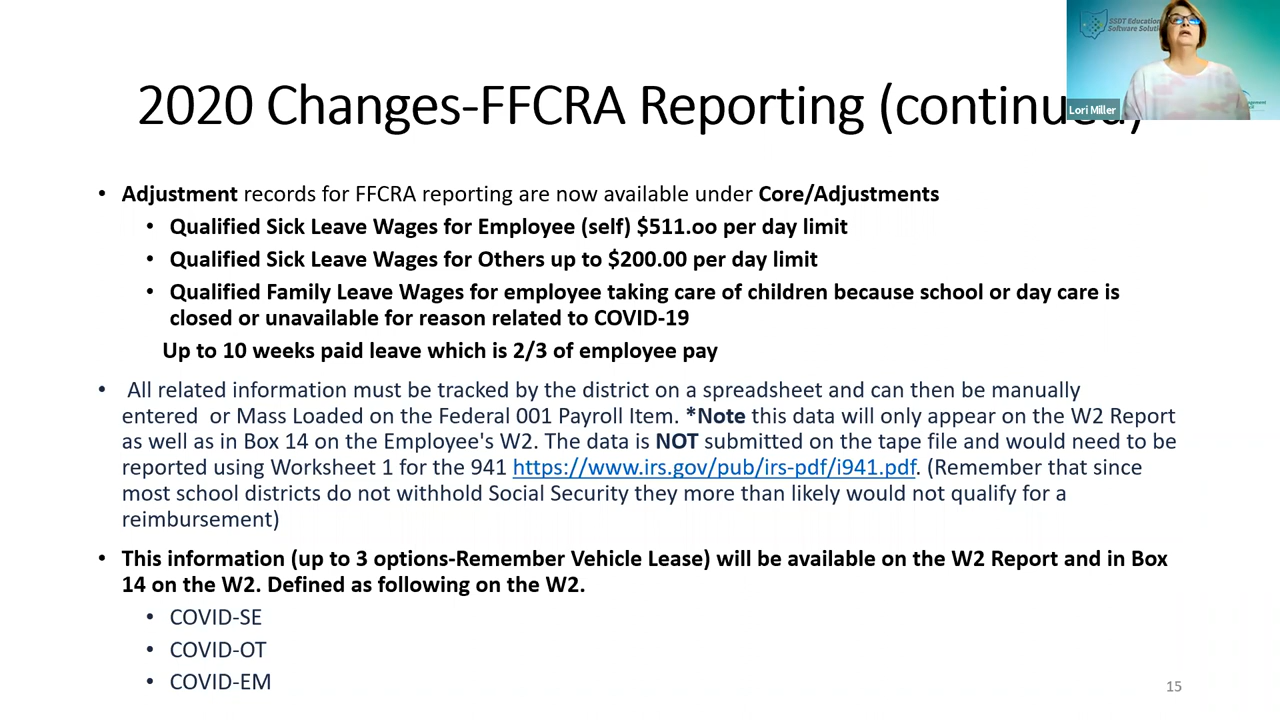 SSDT Education
Software Soluti
Lori Miller
2020 Changes-FFCRA Reporting (continued)
• Adjustment records for FFCRA reporting are now available under Core/Adjustments
• Qualified Sick Leave Wages for Employee (self) $511.oo per day limit
• Qualified Sick Leave Wages for Others up to $200.00 per day limit
• Qualified Family Leave Wages for employee taking care of children because school or day care is
closed or unavailable for reason related to COVID-19
Up to 10 weeks paid leave which is 2/3 of employee pay
• All related information must be tracked by the district on a spreadsheet and can then be manually
entered or Mass Loaded on the Federal 001 Payroll Item. *Note this data will only appear on the W2 Report
as well as in Box 14 on the Employee's W2. The data is NOT submitted on the tape file and would need to be
reported using Worksheet 1 for the 941 https://www.irs.gov/pub/irs-pdf/i941.pdf. (Remember that since
most school districts do not withhold Social Security they more than likely would not qualify for a
reimbursement)
• This information (up to 3 options-Remember Vehicle Lease) will be available on the W2 Report and in Box
14 on the W2. Defined as following on the W2.
• COVID-SE
• COVID-OT
• COVID-EM
15